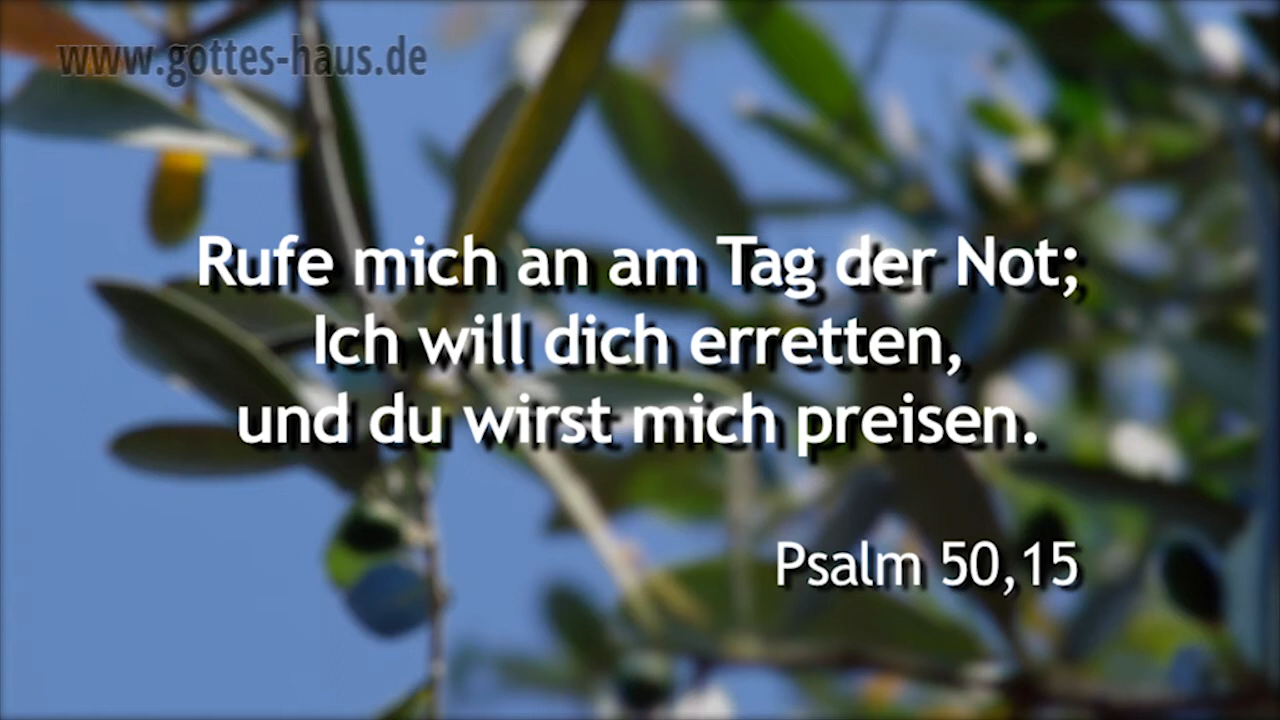 www.gottes-haus.de
Rufe mich an am Tag der Not;
Ich will dich erretten,
und du wirst mich preisen.
Psalm 50,15